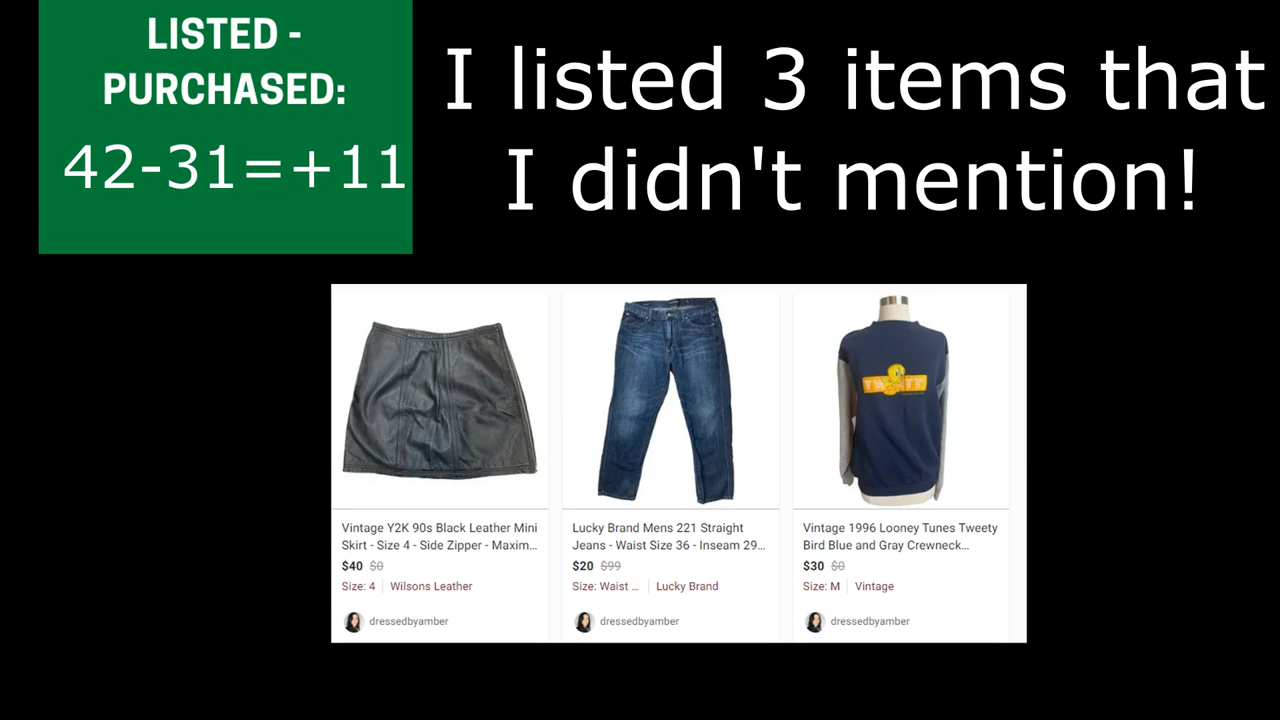 LISTED -
PURCHASED:
42-31=+11
I listed 3 items that
I didn't mention!
TWEETY
Vintage Y2K 90s Black Leather Mini
Skirt - Size 4 - Side Zipper - Maxim...
$40 $0
Size: 4 Wilsons Leather
dressedbyamber
Lucky Brand Mens 221 Straight
Jeans - Waist Size 36 - Inseam 29...
$20 $99
Size: Waist ... Lucky Brand
dressedbyamber
Vintage 1996 Looney Tunes Tweety
Bird Blue and Gray Crewneck...
$30 $0
Size: M Vintage
dressedbyamber